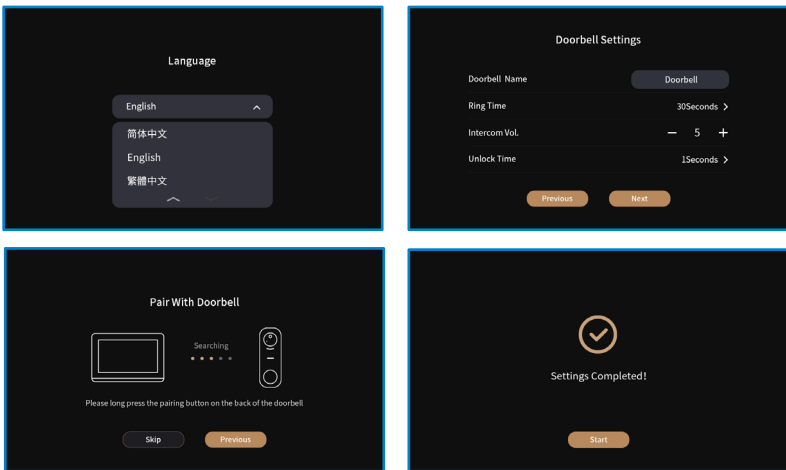 Language
English
简体中文
English
繁體中文
Doorbell Settings
Doorbell Name Doorbell
Ring Time 30Seconds
Intercom Vol. 5
Unlock Time 1Seconds
Previous Next
Pair With Doorbell
Searching
Please long press the pairing button on the back of the doorbell
Skip Previous
Settings Completed!
Start